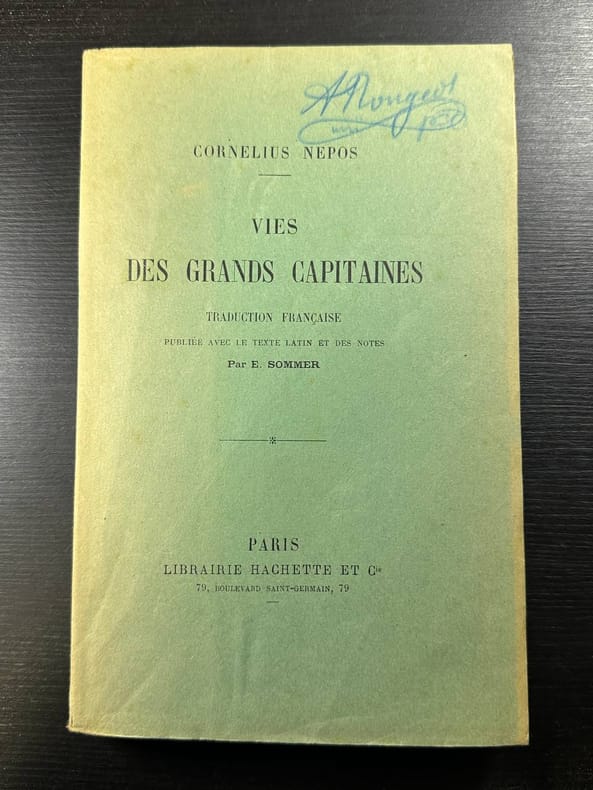 A Rougeot
CORNELIUS NEPOS
VIES
DES GRANDS CAPITAINES
TRADUCTION FRANÇAISE
PUBLIÉE AVEC LE TEXTE LATIN ET DES NOTES
Par E. SOMMER
PARIS
LIBRAIRIE HACHETTE ET Cie
79, BOULEVARD SAINT-GERMAIN, 79